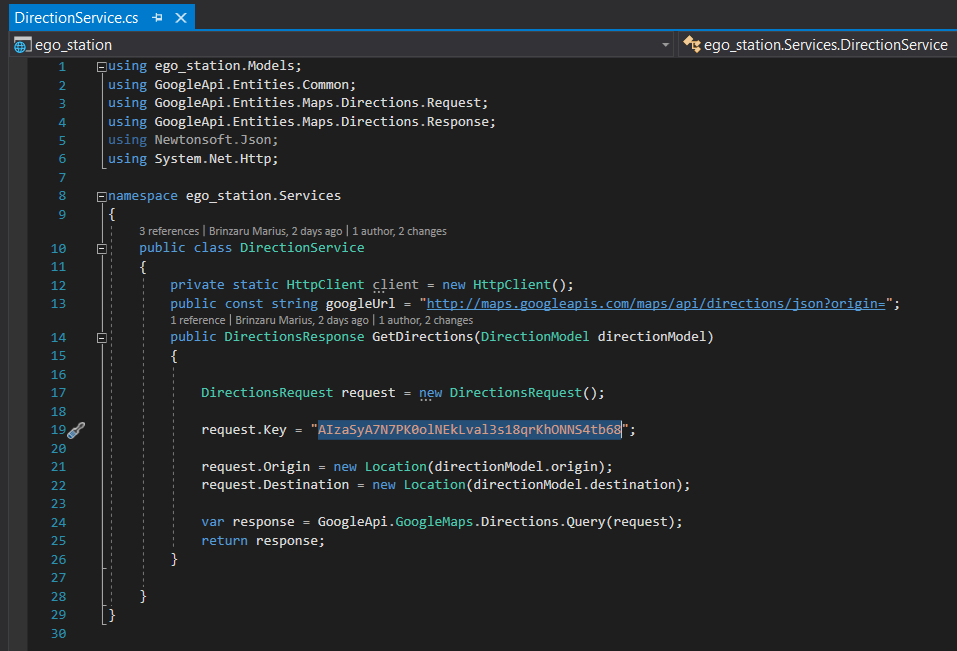 DirectionService.cs
ego_station ego_station.Services.DirectionService
1 using ego_station.Models;
2 using GoogleApi.Entities.Common;
3 using GoogleApi.Entities.Maps.Directions.Request;
4 using GoogleApi.Entities.Maps.Directions.Response;
5 using Newtonsoft.Json;
6 using System.Net.Http;
7
8 namespace ego_station.Services
9 {
3 references | Brinzaru Marius, 2 days ago | 1 author, 2 changes
10 public class DirectionService
11 {
12 private static HttpClient client = new HttpClient();
13 public const string googleUrl = "http://maps.googleapis.com/maps/api/directions/json?origin=";
1 reference | Brinzaru Marius, 2 days ago | 1 author, 2 changes
14 public DirectionsResponse GetDirections(DirectionModel directionModel)
15 {
16
17 DirectionsRequest request = new DirectionsRequest();
18
19 request.Key = "AIzaSyA7N7PK0olNEkLval3s18qrKhONNS4tb68";
20
21 request.Origin = new Location(directionModel.origin);
22 request.Destination = new Location(directionModel.destination);
23
24 var response = GoogleApi.GoogleMaps.Directions.Query(request);
25 return response;
26 }
27
28 }
29 }
30